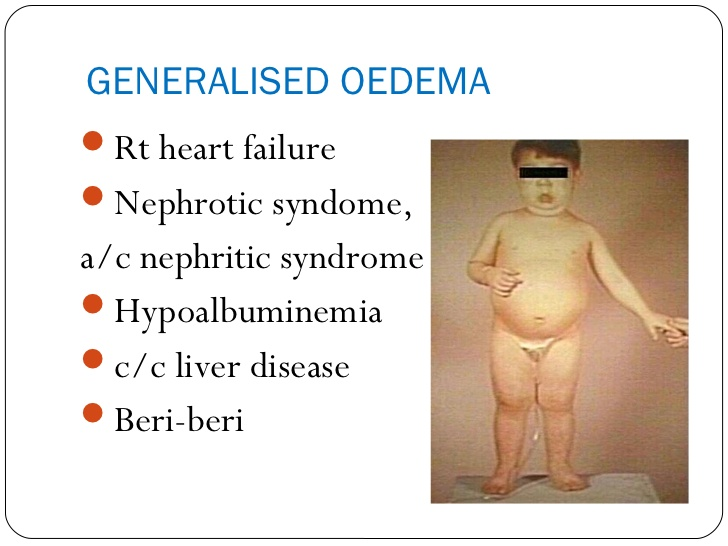 GENERALISED OEDEMA
Rt heart failure
Nephrotic syndome,
a/c nephritic syndrome
Hypoalbuminemia
c/c liver disease
Beri-beri